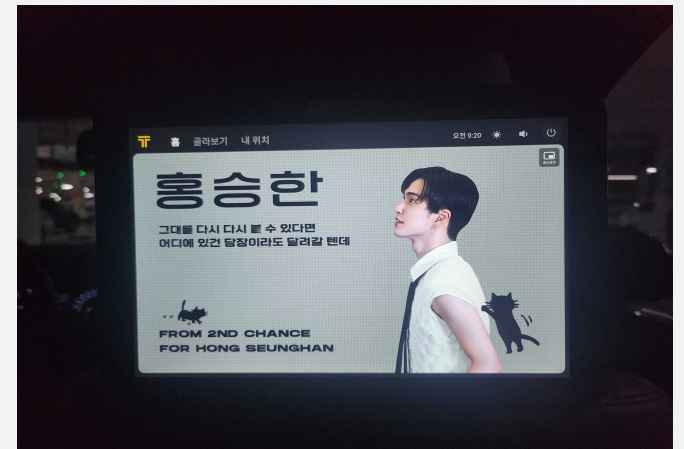 홈 골라보기 내 위치 오전 9:20
홍승한
그대를 다시 다시 볼 수 있다면
어디에 있건 당장이라도 달려갈 텐데
FROM 2ND CHANCE
FOR HONG SEUNGHAN